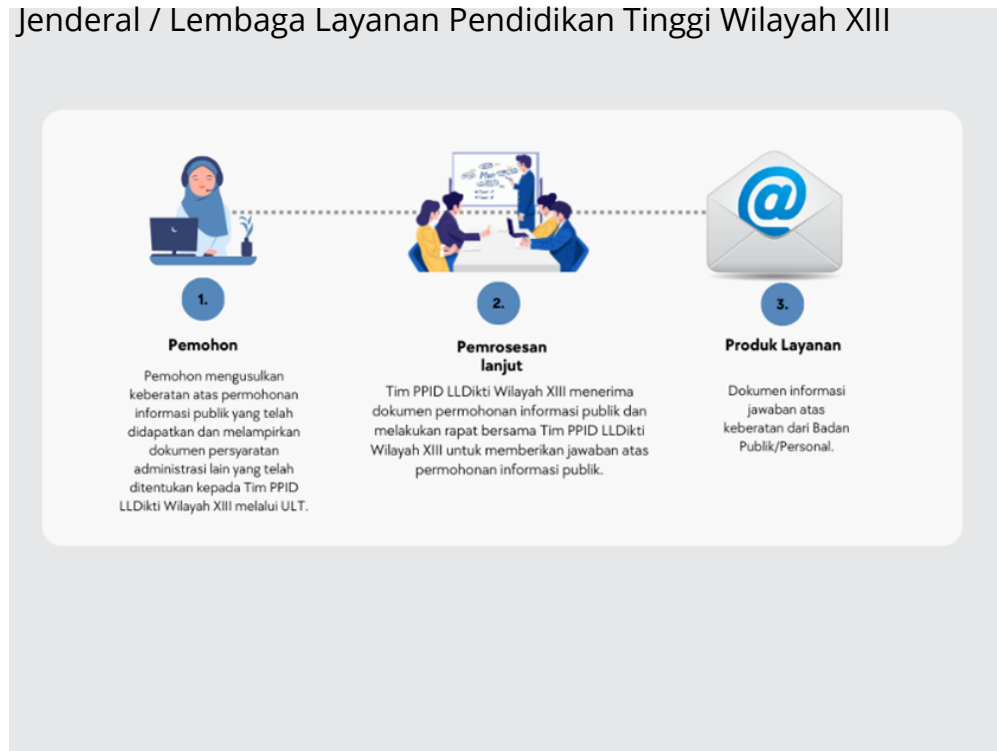 Jenderal / Lembaga Layanan Pendidikan Tinggi Wilayah XIII
Plan
1.
Pemohon
Pemohon mengusulkan
keberatan atas permohonan
informasi publik yang telah
didapatkan dan melampirkan
dokumen persyaratan
administrasi lain yang telah
ditentukan kepada Tim PPID
LLDikti Wilayah XIII melalui ULT.
2.
Pemrosesan
lanjut
Tim PPID LLDikti Wilayah XIII menerima
dokumen permohonan informasi publik dan
melakukan rapat bersama Tim PPID LLDikti
Wilayah XIII untuk memberikan jawaban atas
permohonan informasi publik.
3.
Produk Layanan
Dokumen informasi
jawaban atas
keberatan dari Badan
Publik/Personal.